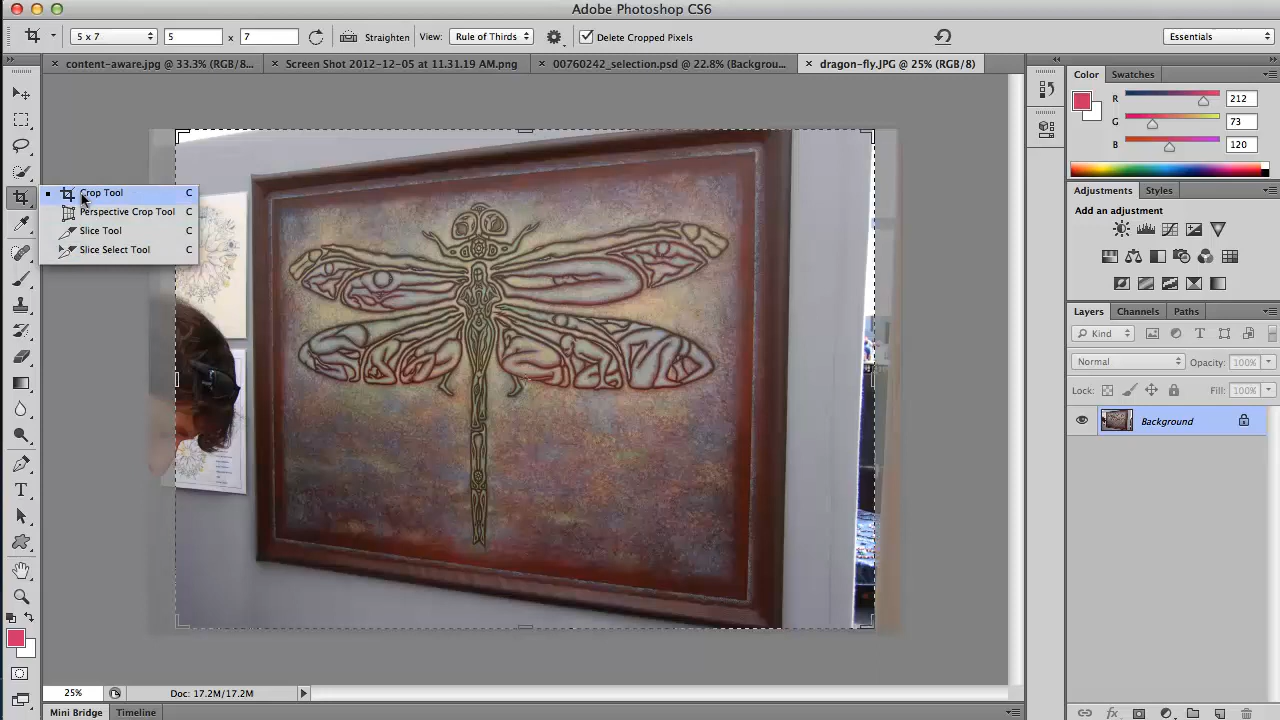 Adobe Photoshop CS6
5 x 7 5 x 7 Straighten View: Rule of Thirds Delete Cropped Pixels Essentials
content-aware.jpg @ 33.3% (RGB/8... Screen Shot 2012-12-05 at 11.31.19 AM.png 00760242_selection.psd @ 22.8% (Backgrou... dragon-fly.JPG @ 25% (RGB/8)
Color Swatches
R 212
G 73
B 120
Adjustments Styles
Add an adjustment
Crop Tool C
Perspective Crop Tool C
Slice Tool C
Slice Select Tool C
Layers Channels Paths
Kind
Normal Opacity: 100%
Lock: Fill: 100%
Background
25% Doc: 17.2M/17.2M
Mini Bridge Timeline